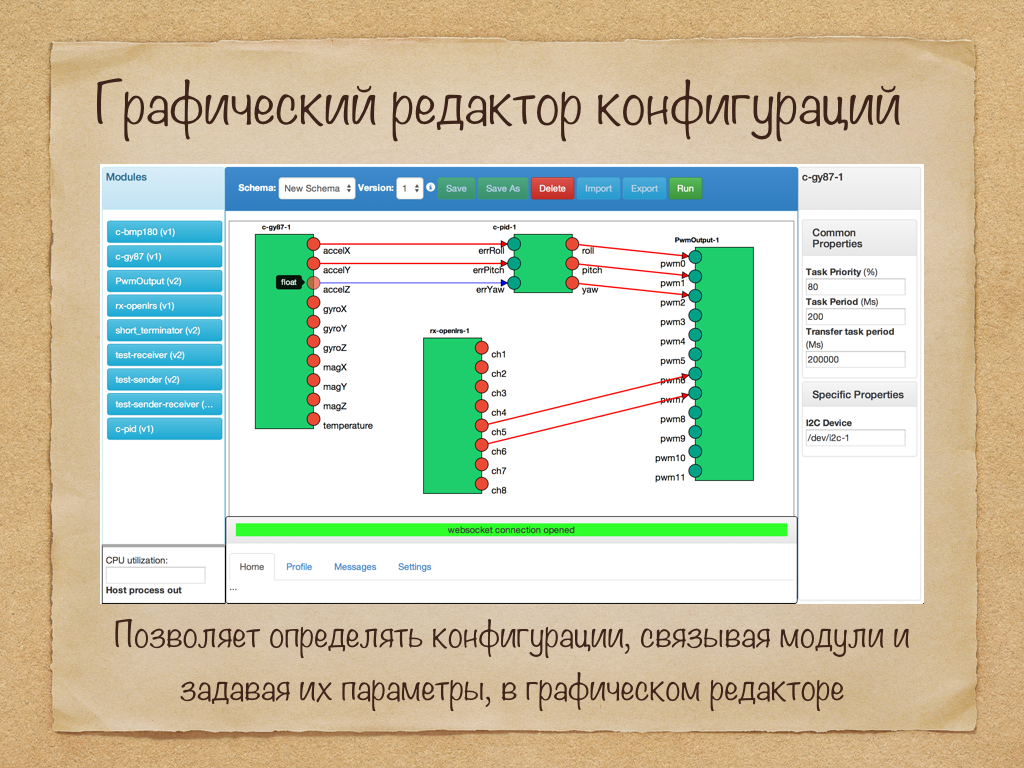 Графический редактор конфигураций
Modules
c-bmp180 (v1)
c-gy87 (v1)
PwmOutput (v2)
rx-openlrs (v1)
short_terminator (v2)
test-receiver (v2)
test-sender (v2)
test-sender-receiver (...
c-pid (v1)
CPU utilization:
Host process out
Schema: New Schema Version: 1 Save Save As Delete Import Export Run
c-gy87-1
accelX
accelY
float
accelZ
gyroX
gyroY
gyroZ
magX
magY
magZ
temperature
c-pid-1
errRoll
errPitch
errYaw
roll
pitch
yaw
rx-openlrs-1
ch1
ch2
ch3
ch4
ch5
ch6
ch7
ch8
PwmOutput-1
pwm0
pwm1
pwm2
pwm3
pwm4
pwm5
pwm6
pwm7
pwm8
pwm9
pwm10
pwm11
websocket connection opened
Home Profile Messages Settings
...
c-gy87-1
Common
Properties
Task Priority (%)
80
Task Period (Ms)
200
Transfer task period
(Ms)
200000
Specific Properties
I2C Device
/dev/i2c-1
Позволяет определять конфигурации, связывая модули и
задавая их параметры, в графическом редакторе